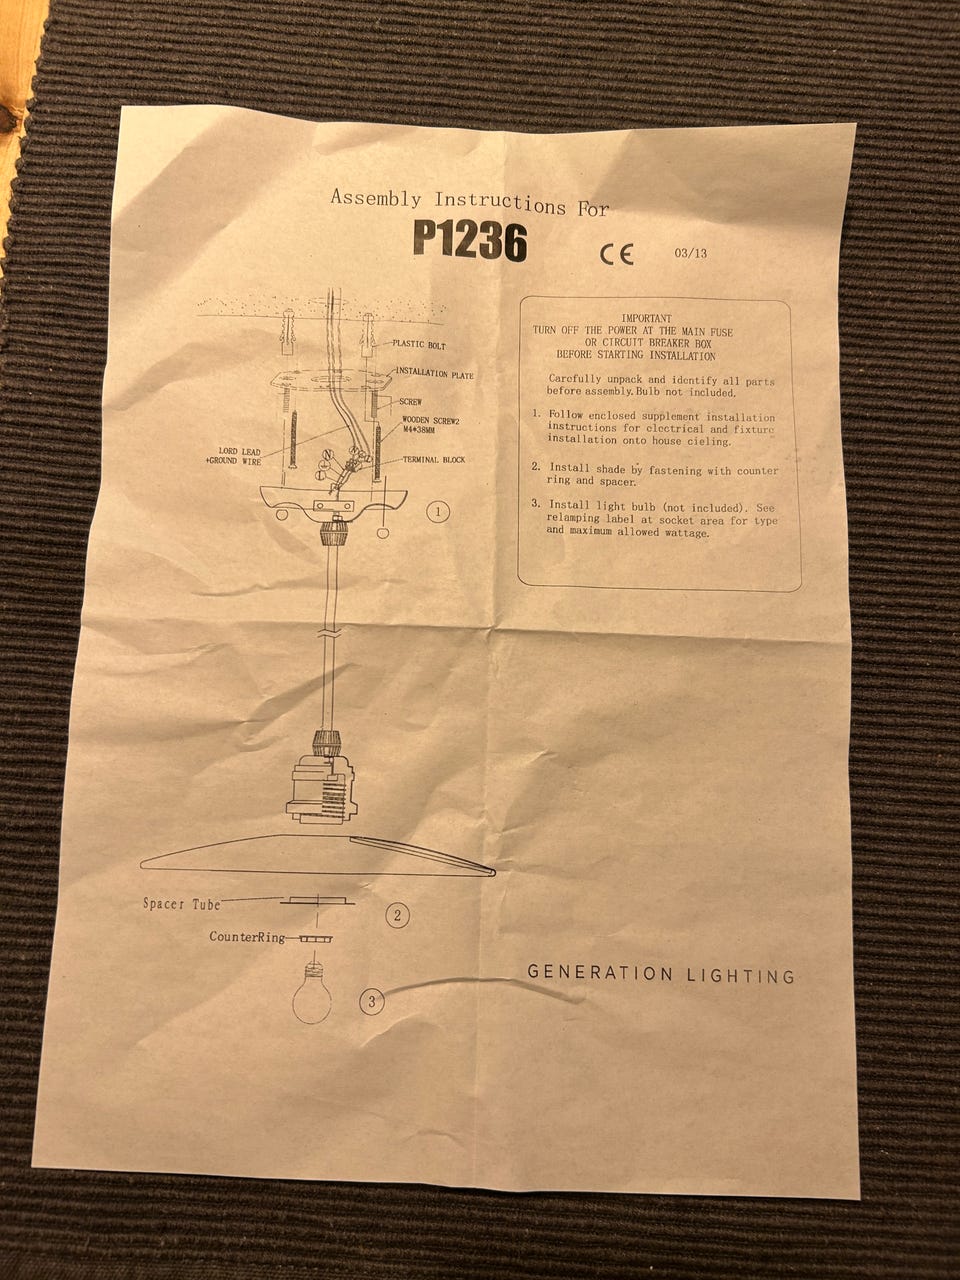 Assembly Instructions For
P1236
CE
03/13
PLASTIC BOLT
INSTALLATION PLATE
SCREW
WOODEN SCREW2
M4*38MM
LORD LEAD
+GROUND WIRE
TERMINAL BLOCK
N
L
1
IMPORTANT
TURN OFF THE POWER AT THE MAIN FUSE
OR CIRCUIT BREAKER BOX
BEFORE STARTING INSTALLATION
Carefully unpack and identify all parts
before assembly. Bulb not included.
1. Follow enclosed supplement installation
instructions for electrical and fixture
installation onto house cieling.
2. Install shade by fastening with counter
ring and spacer.
3. Install light bulb (not included). See
relamping label at socket area for type
and maximum allowed wattage.
Spacer Tube
2
CounterRing
3
GENERATION LIGHTING